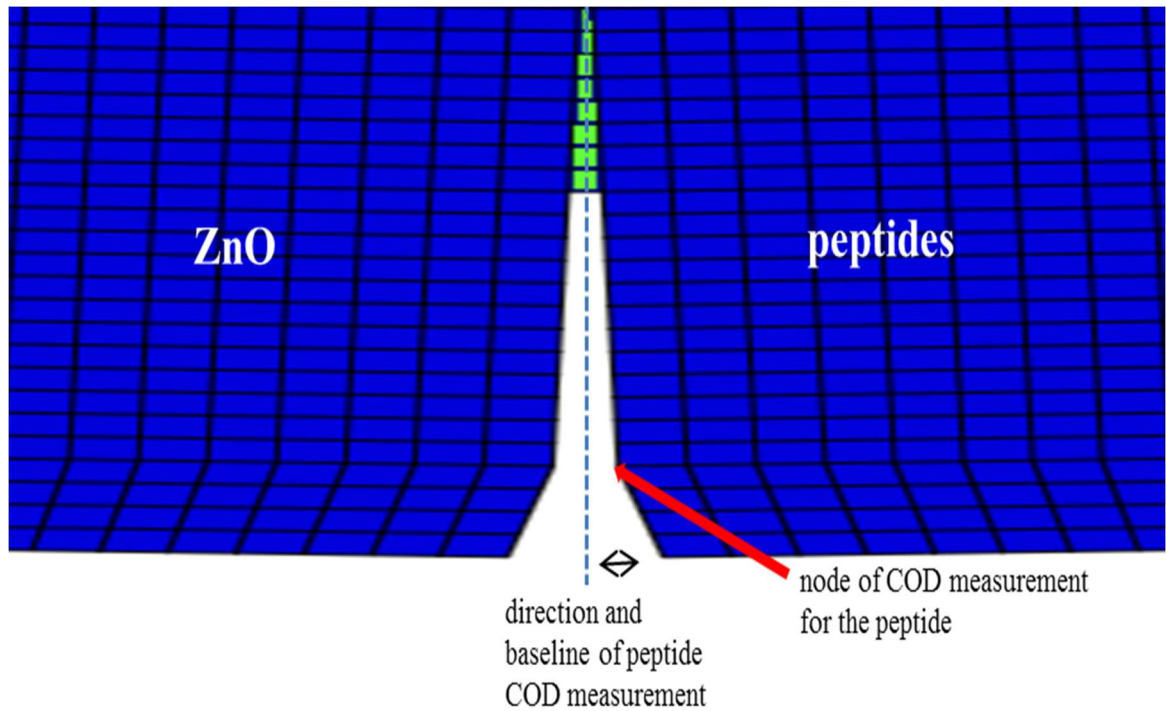 ZnO
peptides
node of COD measurement
for the peptide
direction and
baseline of peptide
COD measurement